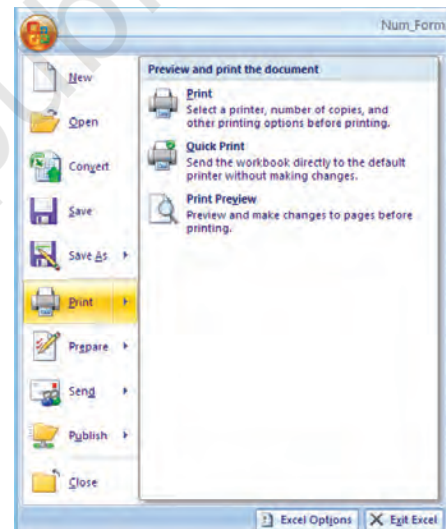 Num_Form
New
Open
Convert
Save
Save As
Print
Prepare
Send
Publish
Close
Preview and print the document
Print
Select a printer, number of copies, and
other printing options before printing.
Quick Print
Send the workbook directly to the default
printer without making changes.
Print Preview
Preview and make changes to pages before
printing.
Excel Options
Exit Excel